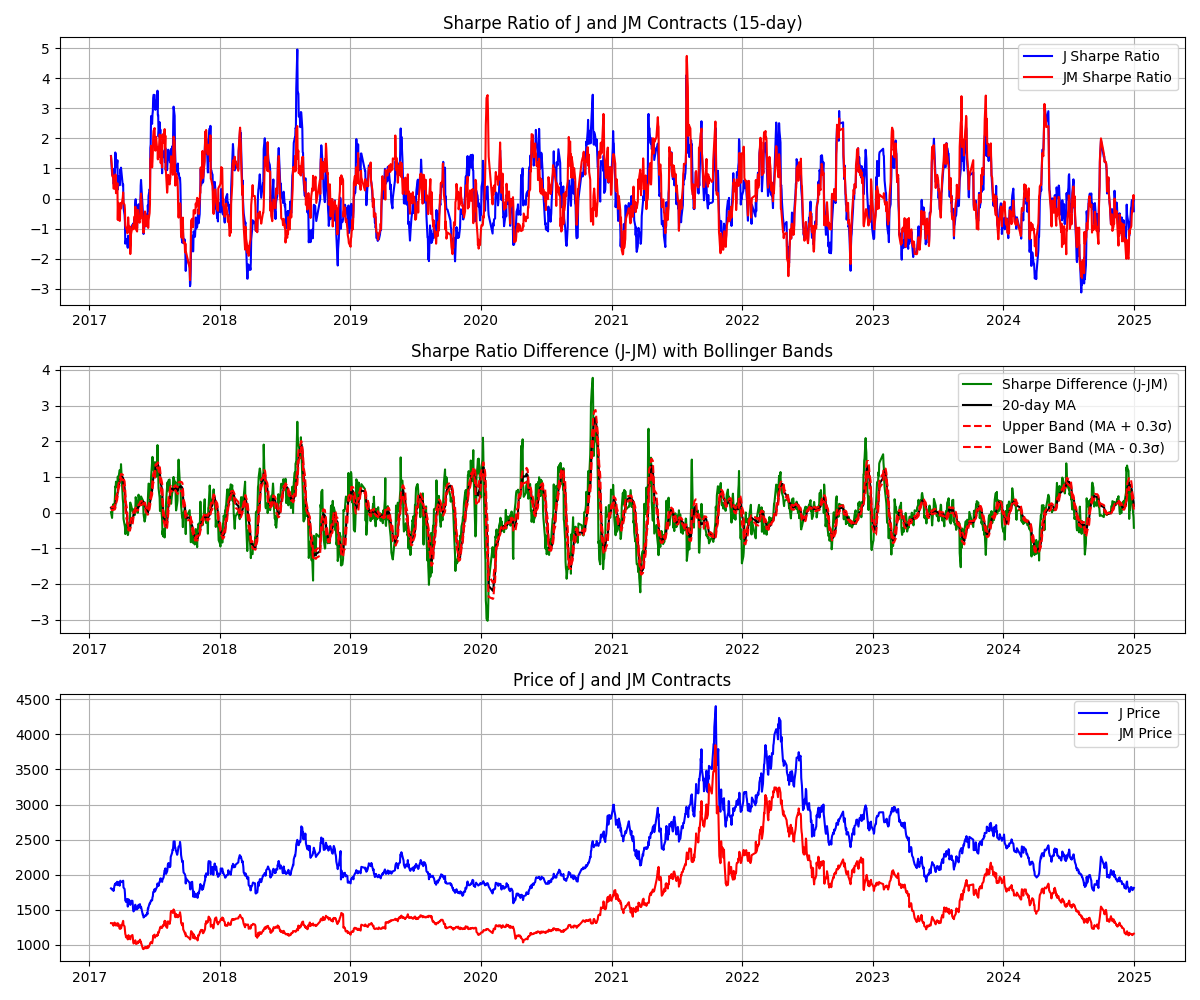 Sharpe Ratio of J and JM Contracts (15-day)
5
4
3
2
1
0
−1
−2
−3
J Sharpe Ratio
JM Sharpe Ratio
2017 2018 2019 2020 2021 2022 2023 2024 2025
Sharpe Ratio Difference (J-JM) with Bollinger Bands
4
3
2
1
0
−1
−2
−3
Sharpe Difference (J-JM)
20-day MA
Upper Band (MA + 0.3σ)
Lower Band (MA - 0.3σ)
2017 2018 2019 2020 2021 2022 2023 2024 2025
Price of J and JM Contracts
4500
4000
3500
3000
2500
2000
1500
1000
J Price
JM Price
2017 2018 2019 2020 2021 2022 2023 2024 2025